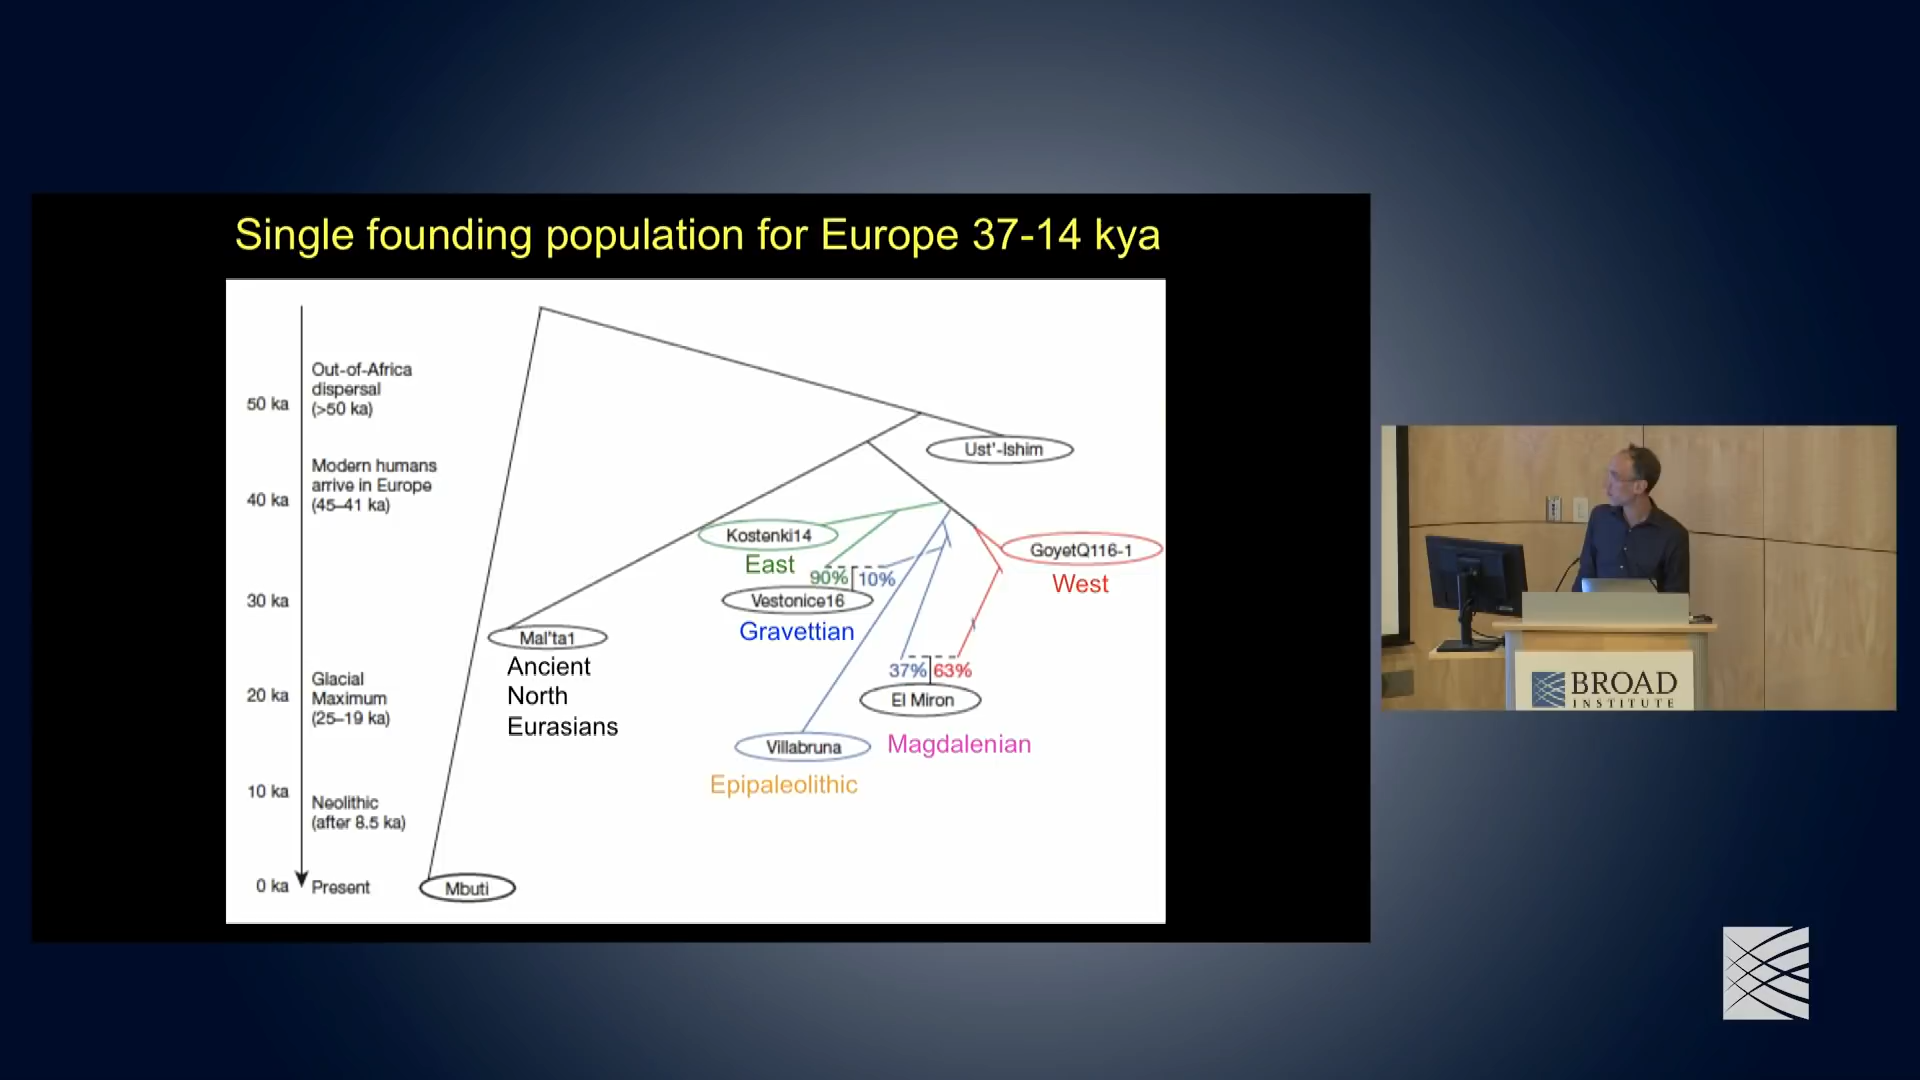 Single founding population for Europe 37-14 kya
Out-of-Africa
dispersal
(>50 ka)
50 ka
Modern humans
arrive in Europe
(45–41 ka)
40 ka
30 ka
Glacial
Maximum
(25–19 ka)
20 ka
10 ka
Neolithic
(after 8.5 ka)
0 ka
Present
Ust'-Ishim
Kostenki14
East
GoyetQ116-1
West
90%
10%
Vestonice16
Gravettian
Mal'ta1
Ancient
North
Eurasians
37%
63%
El Miron
Magdalenian
Villabruna
Epipaleolithic
Mbuti
BROAD
INSTITUTE